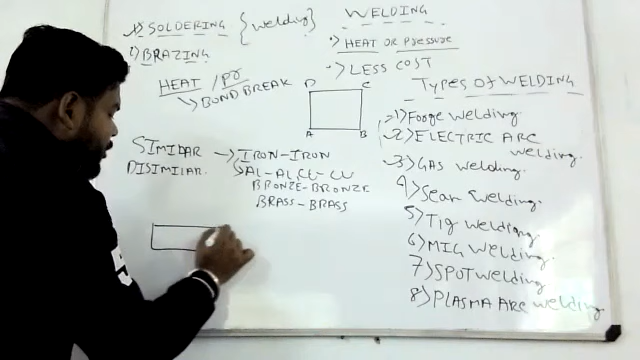 1) SOLDERING { welding }
2) BRAZING
HEAT / Pr
↳ BOND BREAK
SIMILAR → IRON-IRON
DISIMILAR. ↳ AL-AL, CU-CU
BRONZE-BRONZE
BRASS-BRASS
D C
A B
WELDING
• HEAT OR Pressure
• LESS COST
Types of WELDING
1) Forge welding
2) ELECTRIC ARC welding.
3) GAS welding.
4) Seam welding.
5) Tig welding
6) MIG welding.
7) SPOT welding
8) PLASMA ARC welding.